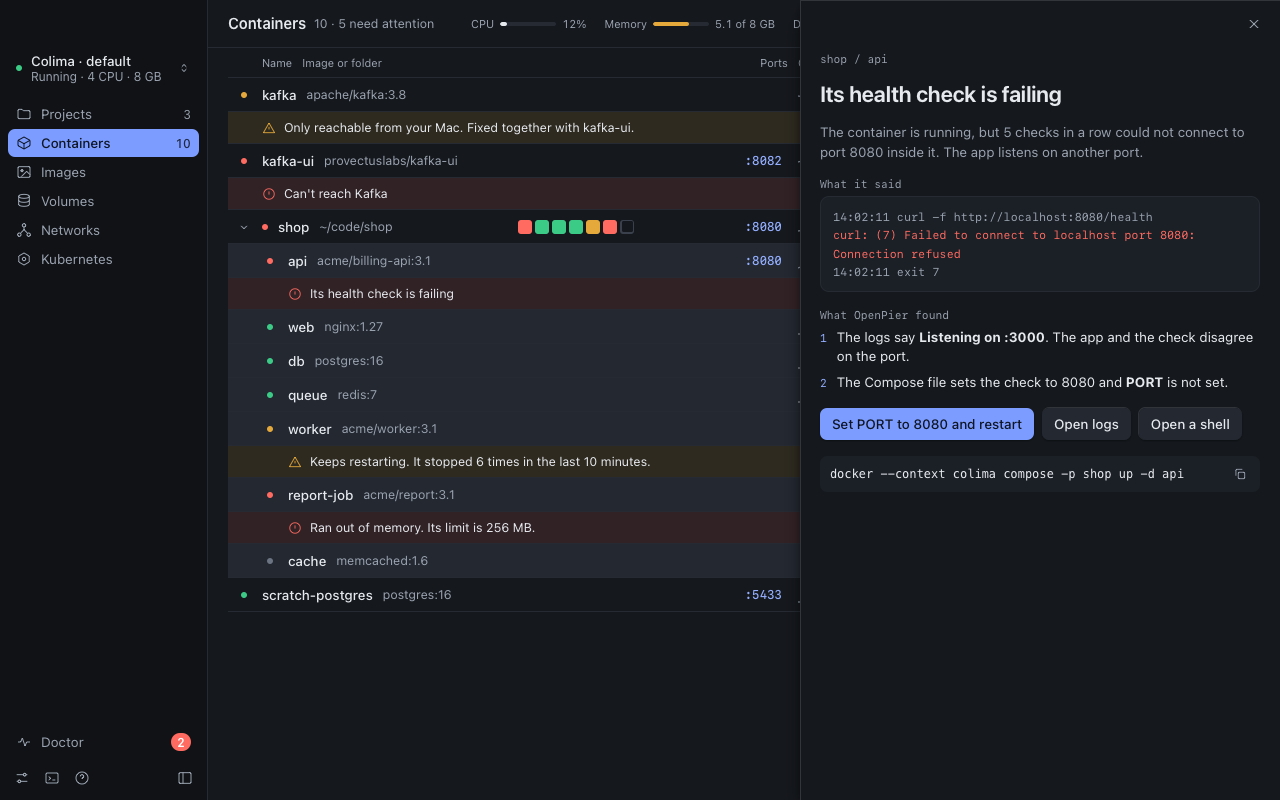 Colima · default
Running · 4 CPU · 8 GB
Projects 3
Containers 10
Images
Volumes
Networks
Kubernetes
Doctor 2
Containers 10 · 5 need attention CPU 12% Memory 5.1 of 8 GB D
Name Image or folder Ports
kafka apache/kafka:3.8
Only reachable from your Mac. Fixed together with kafka-ui.
kafka-ui provectuslabs/kafka-ui :8082
Can't reach Kafka
shop ~/code/shop :8080
api acme/billing-api:3.1 :8080
Its health check is failing
web nginx:1.27
db postgres:16
queue redis:7
worker acme/worker:3.1
Keeps restarting. It stopped 6 times in the last 10 minutes.
report-job acme/report:3.1
Ran out of memory. Its limit is 256 MB.
cache memcached:1.6
scratch-postgres postgres:16 :5433
shop / api
Its health check is failing
The container is running, but 5 checks in a row could not connect to
port 8080 inside it. The app listens on another port.
What it said
14:02:11 curl -f http://localhost:8080/health
curl: (7) Failed to connect to localhost port 8080:
Connection refused
14:02:11 exit 7
What OpenPier found
1 The logs say Listening on :3000. The app and the check disagree
on the port.
2 The Compose file sets the check to 8080 and PORT is not set.
Set PORT to 8080 and restart Open logs Open a shell
docker --context colima compose -p shop up -d api